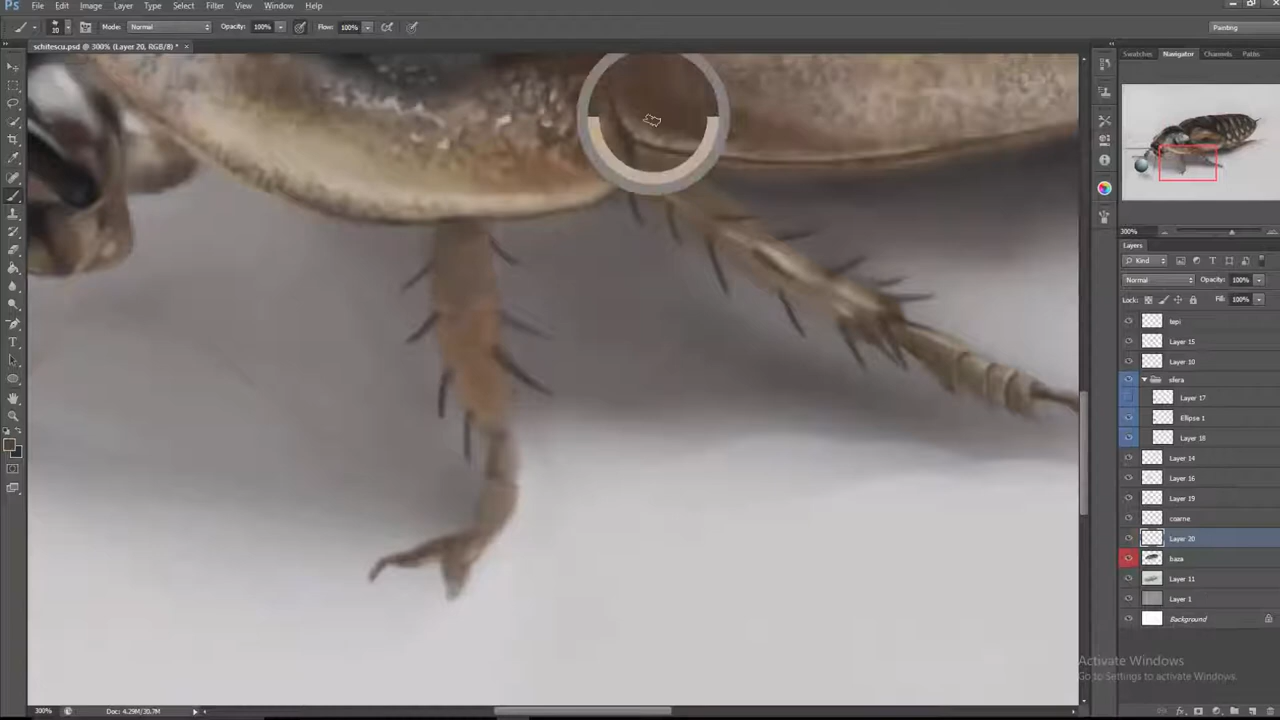 Ps File Edit Image Layer Type Select Filter View Window Help
20 Mode: Normal Opacity: 100% Flow: 100% Painting
schitescu.psd @ 300% (Layer 20, RGB/8) * ×
Swatches Navigator Channels Paths
300%
Layers
Kind
Normal Opacity: 100%
Lock: Fill: 100%
tepi
Layer 15
Layer 10
sfera
Layer 17
Ellipse 1
Layer 18
Layer 14
Layer 16
Layer 19
coarne
Layer 20
baza
Layer 11
Layer 1
Background
Activate Windows
Go to Settings to activate Windows.
300% Doc: 4.29M/30.7M
fx